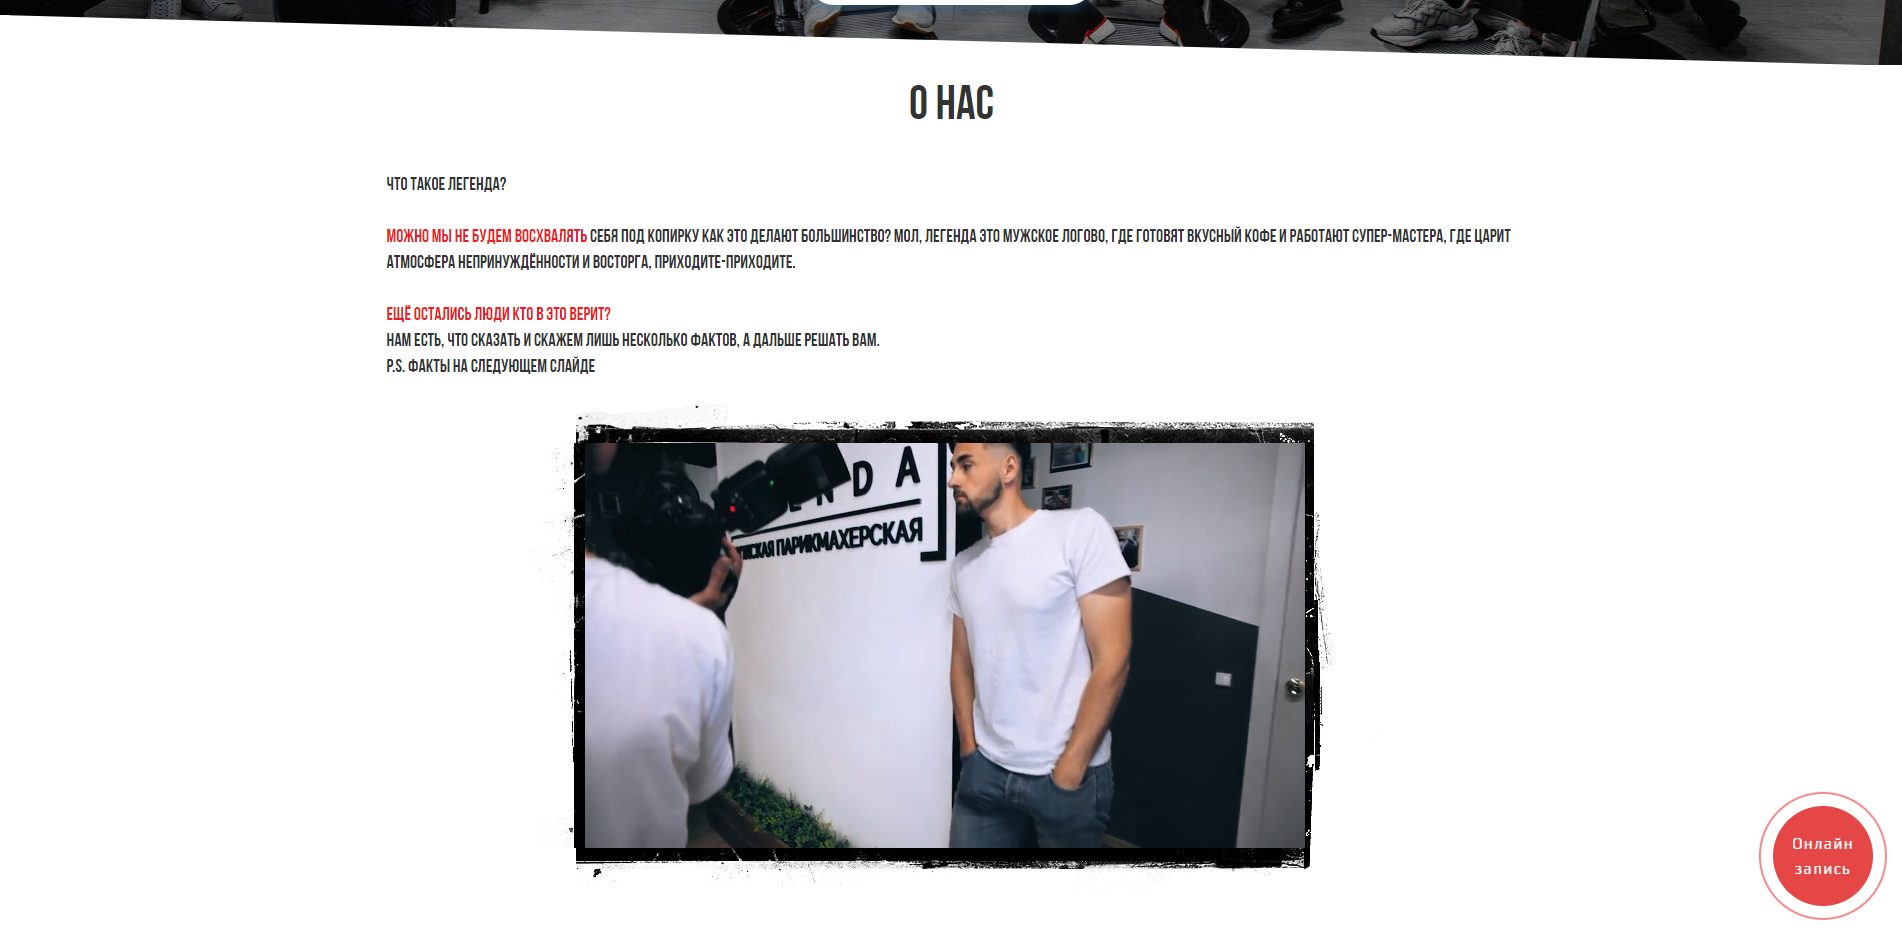 О НАС
ЧТО ТАКОЕ ЛЕГЕНДА?
МОЖНО МЫ НЕ БУДЕМ ВОСХВАЛЯТЬ СЕБЯ ПОД КОПИРКУ КАК ЭТО ДЕЛАЮТ БОЛЬШИНСТВО? МОЛ, ЛЕГЕНДА ЭТО МУЖСКОЕ ЛОГОВО, ГДЕ ГОТОВЯТ ВКУСНЫЙ КОФЕ И РАБОТАЮТ СУПЕР-МАСТЕРА, ГДЕ ЦАРИТ
АТМОСФЕРА НЕПРИНУЖДЁННОСТИ И ВОСТОРГА, ПРИХОДИТЕ-ПРИХОДИТЕ.
ЕЩЁ ОСТАЛИСЬ ЛЮДИ КТО В ЭТО ВЕРИТ?
НАМ ЕСТЬ, ЧТО СКАЗАТЬ И СКАЖЕМ ЛИШЬ НЕСКОЛЬКО ФАКТОВ, А ДАЛЬШЕ РЕШАТЬ ВАМ.
P.S. ФАКТЫ НА СЛЕДУЮЩЕМ СЛАЙДЕ
NDA
ПАРИКМАХЕРСКАЯ
Онлайн
запись